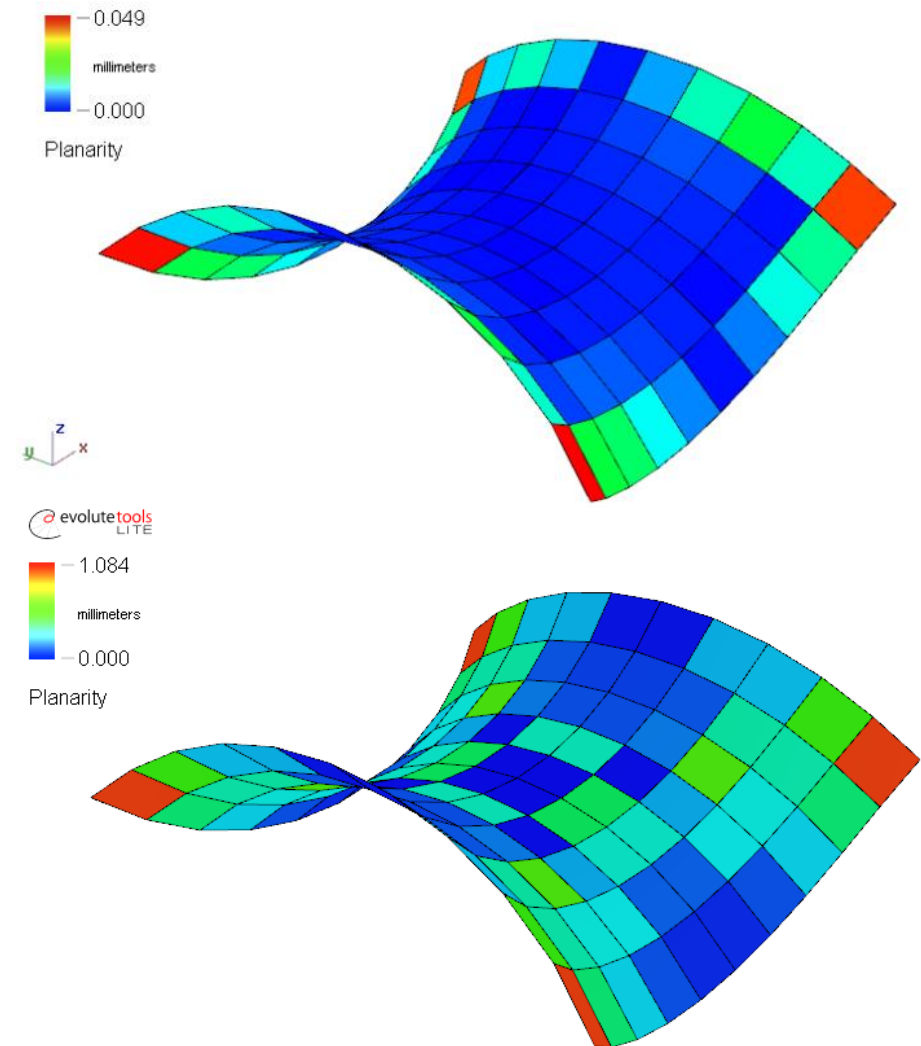 0.049
millimeters
0.000
Planarity
z
y
x
evolutetools
LITE
1.084
millimeters
0.000
Planarity